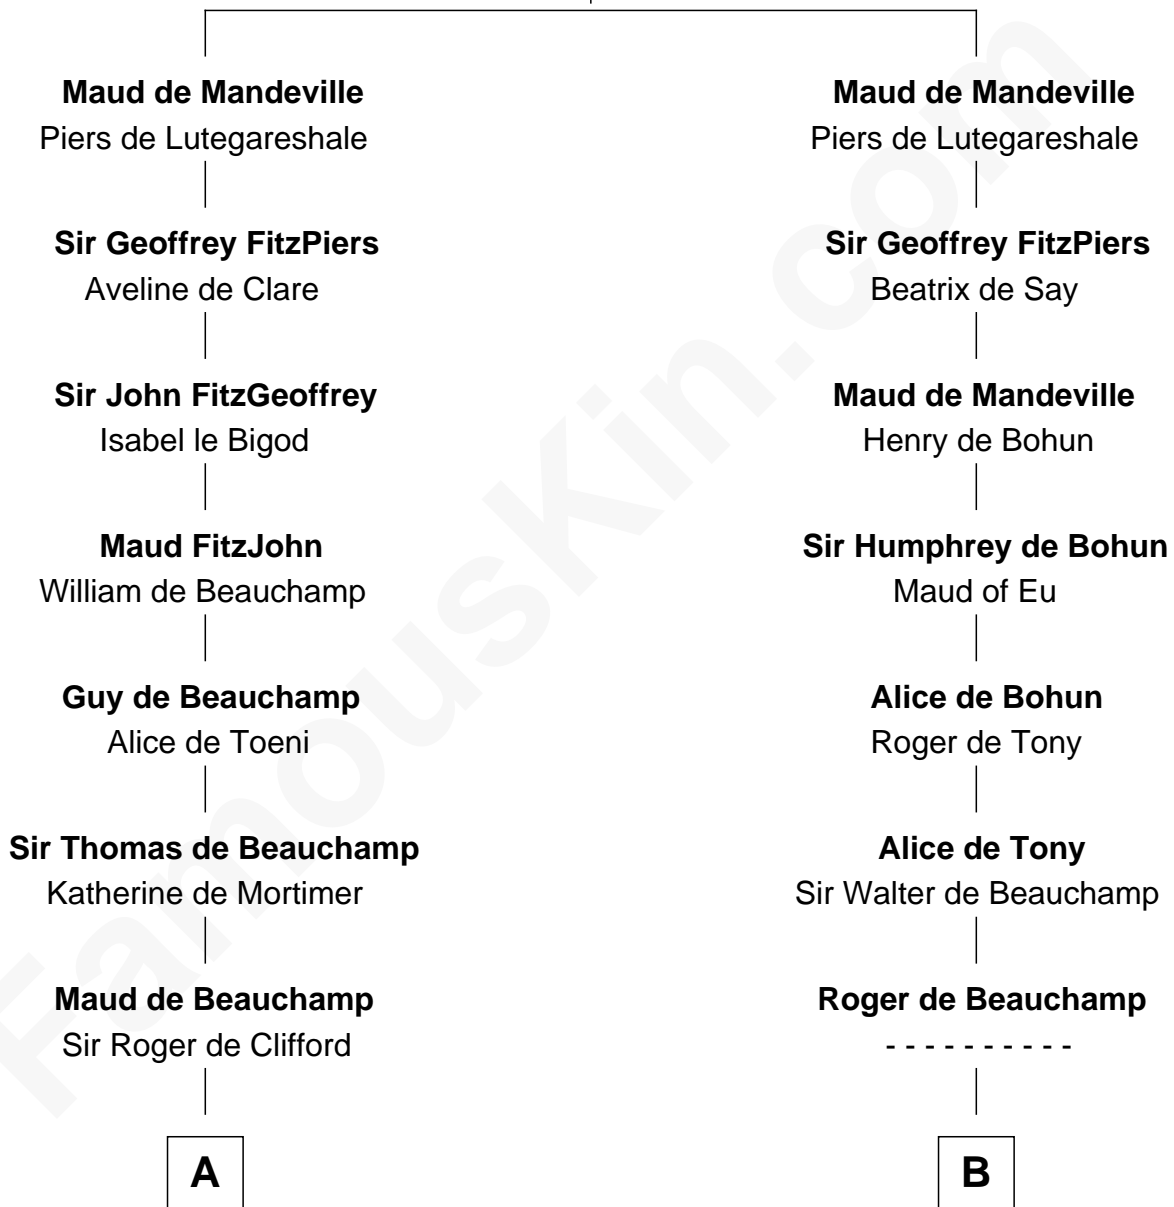 Maud de Mandeville
Piers de Lutegareshale
Sir Geoffrey FitzPiers
Aveline de Clare
Sir John FitzGeoffrey
Isabel le Bigod
Maud FitzJohn
William de Beauchamp
Guy de Beauchamp
Alice de Toeni
Sir Thomas de Beauchamp
Katherine de Mortimer
Maud de Beauchamp
Sir Roger de Clifford
A
Maud de Mandeville
Piers de Lutegareshale
Sir Geoffrey FitzPiers
Beatrix de Say
Maud de Mandeville
Henry de Bohun
Sir Humphrey de Bohun
Maud of Eu
Alice de Bohun
Roger de Tony
Alice de Tony
Sir Walter de Beauchamp
Roger de Beauchamp
- - - - - - - - - -
B
FamousKin.com